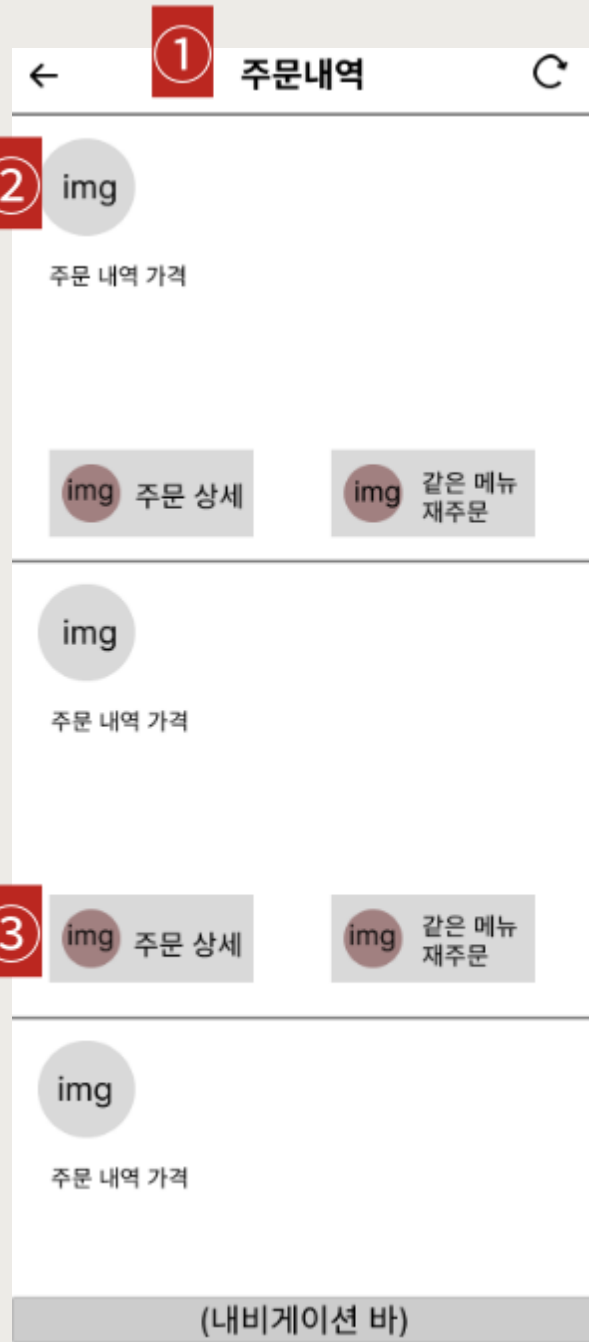 ①
← 주문내역
②
img
주문 내역 가격
img 주문 상세
img 같은 메뉴
재주문
img
주문 내역 가격
③
img 주문 상세
img 같은 메뉴
재주문
img
주문 내역 가격
(내비게이션 바)